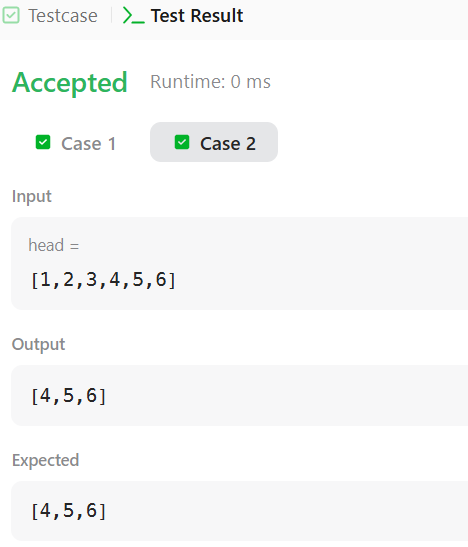 Testcase
Test Result
Accepted
Runtime: 0 ms
Case 1
Case 2
Input
head =
[1,2,3,4,5,6]
Output
[4,5,6]
Expected
[4,5,6]